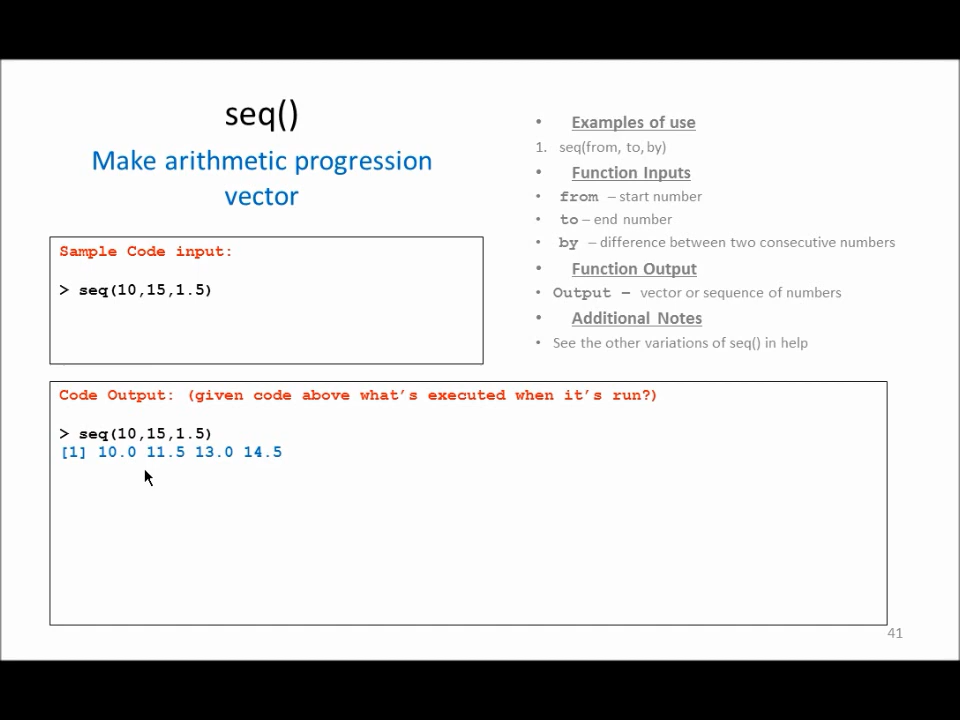 seq()
Make arithmetic progression
vector
Sample Code input:
> seq(10,15,1.5)
• Examples of use
1. seq(from, to, by)
• Function Inputs
• from – start number
• to – end number
• by – difference between two consecutive numbers
• Function Output
• Output – vector or sequence of numbers
• Additional Notes
• See the other variations of seq() in help
Code Output: (given code above what’s executed when it’s run?)
> seq(10,15,1.5)
[1] 10.0 11.5 13.0 14.5
41